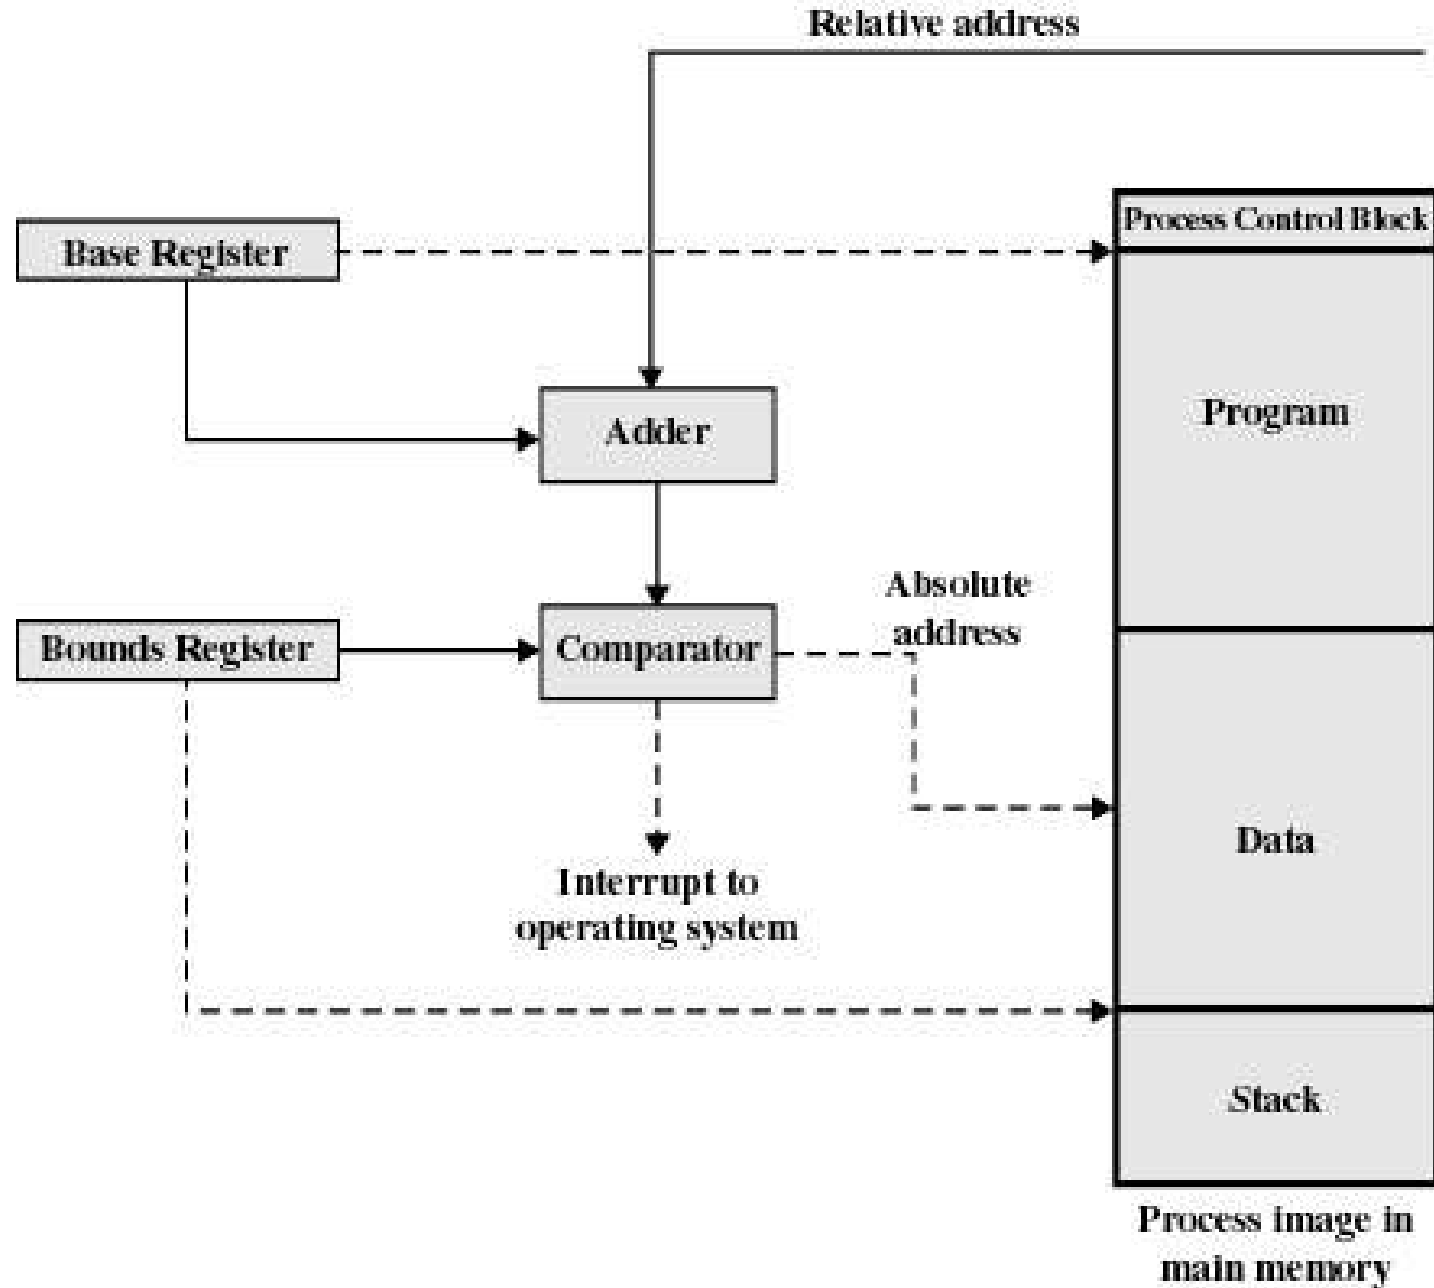 Relative address
Process Control Block
Base Register
Program
Adder
Absolute
address
Bounds Register
Comparator
Data
Interrupt to
operating system
Stack
Process image in
main memory